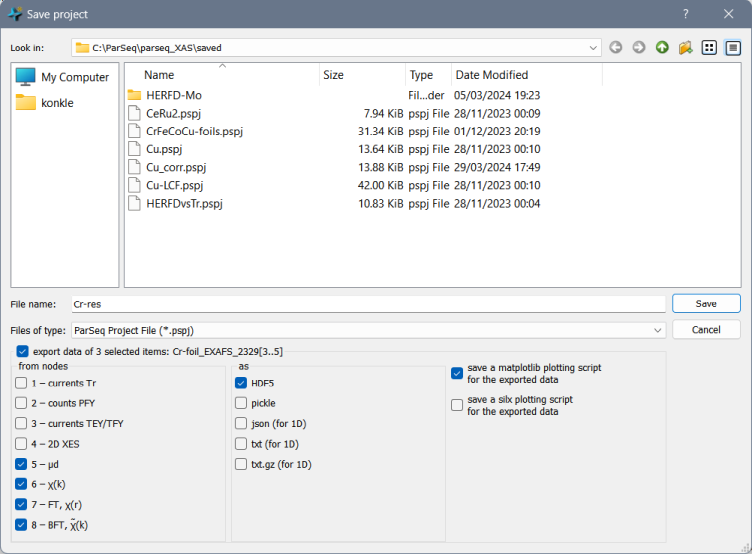 Save project
?
Look in:
C:\ParSeq\parseq_XAS\saved
My Computer
konkle
Name Size Type Date Modified
HERFD-Mo Fil...der 05/03/2024 19:23
CeRu2.pspj 7.94 KiB pspj File 28/11/2023 00:09
CrFeCoCu-foils.pspj 31.34 KiB pspj File 01/12/2023 20:19
Cu.pspj 13.64 KiB pspj File 28/11/2023 00:10
Cu_corr.pspj 13.88 KiB pspj File 29/03/2024 17:49
Cu-LCF.pspj 42.00 KiB pspj File 28/11/2023 00:10
HERFDvsTr.pspj 10.83 KiB pspj File 28/11/2023 00:04
File name: Cr-res Save
Files of type: ParSeq Project File (*.pspj) Cancel
export data of 3 selected items: Cr-foil_EXAFS_2329[3..5]
from nodes
1 – currents Tr
2 – counts PFY
3 – currents TEY/TFY
4 – 2D XES
5 – μd
6 – χ(k)
7 – FT, χ(r)
8 – BFT, χ̃(k)
as
HDF5
pickle
json (for 1D)
txt (for 1D)
txt.gz (for 1D)
save a matplotlib plotting script
for the exported data
save a silx plotting script
for the exported data